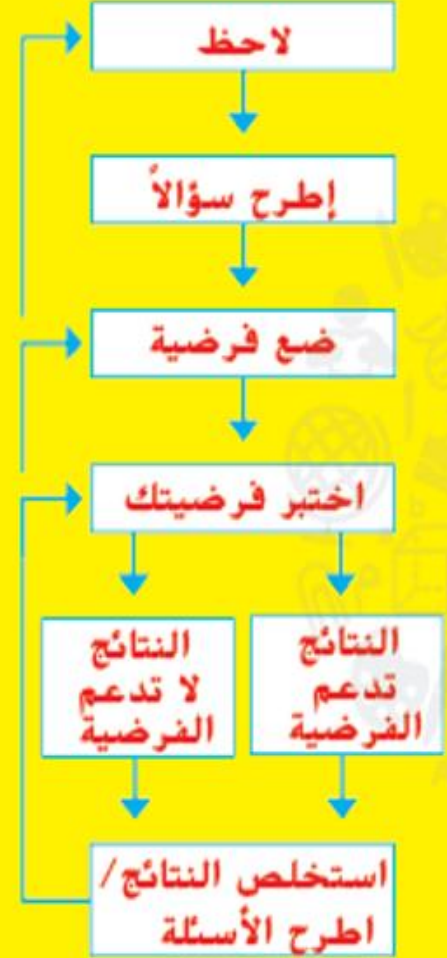 لاحظ
إطرح سؤالاً
ضع فرضية
اختبر فرضيتك
النتائج
تدعم
الفرضية
النتائج
لا تدعم
الفرضية
استخلص النتائج/
اطرح الأسئلة